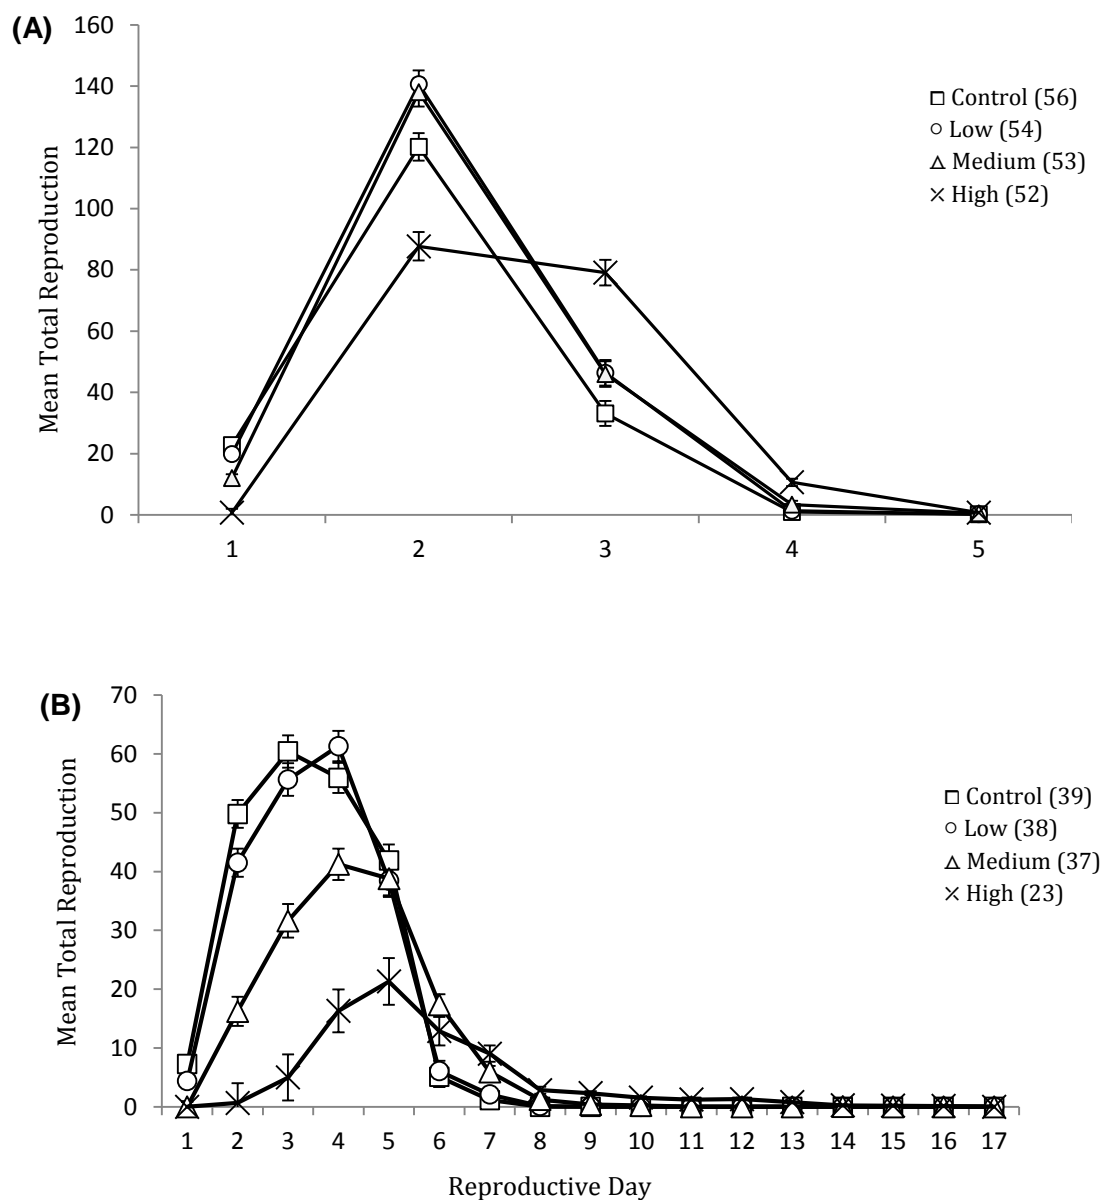 (A)
Mean Total Reproduction
160
140
120
100
80
60
40
20
0
1 2 3 4 5
Control (56)
Low (54)
Medium (53)
High (52)
(B)
Mean Total Reproduction
70
60
50
40
30
20
10
0
1 2 3 4 5 6 7 8 9 10 11 12 13 14 15 16 17
Control (39)
Low (38)
Medium (37)
High (23)
Reproductive Day